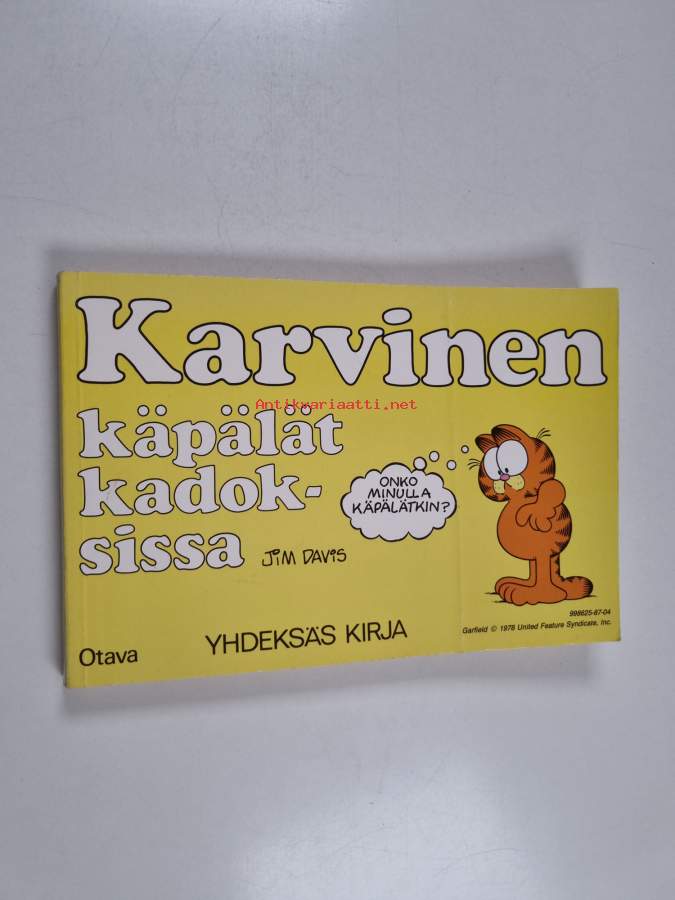 Karvinen
käpälät
kadok-
sissa
JIM DAVIS
ONKO
MINULLA
KÄPÄLÄTKIN?
998625-87-04
Garfield © 1978 United Feature Syndicate, Inc.
YHDEKSÄS KIRJA
Otava
Antikvariaatti.net